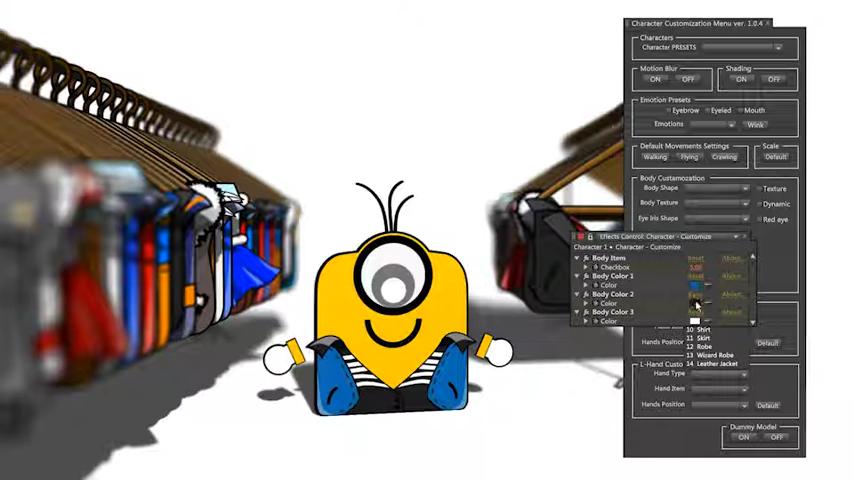 Character Customization Menu ver. 1.0.4 x
Characters
Character PRESETS
Motion Blur
Shading
ON OFF
ON OFF
Emotion Presets
Eyebrow Eyeled Mouth
Emotions Wink
Default Movements Settings
Scale
Walking Flying Crawling
Default
Body Custamozation
Body Shape Texture
Body Texture Dynamic
Eye Iris Shape Red eye
Effects Control: Character - Customize
Character 1 • Character - Customize
Body Item Reset About...
Checkbox
Body Color 1 Reset About...
Color
Body Color 2 About...
Color
Body Color 3 About...
Color
10 Shirt
11 Skirt
12 Robe
13 Wizard Robe
14 Leather Jacket
Hands Position Default
L-Hand
Hand Type
Hand Item
Hands Position Default
Dummy Model
ON OFF